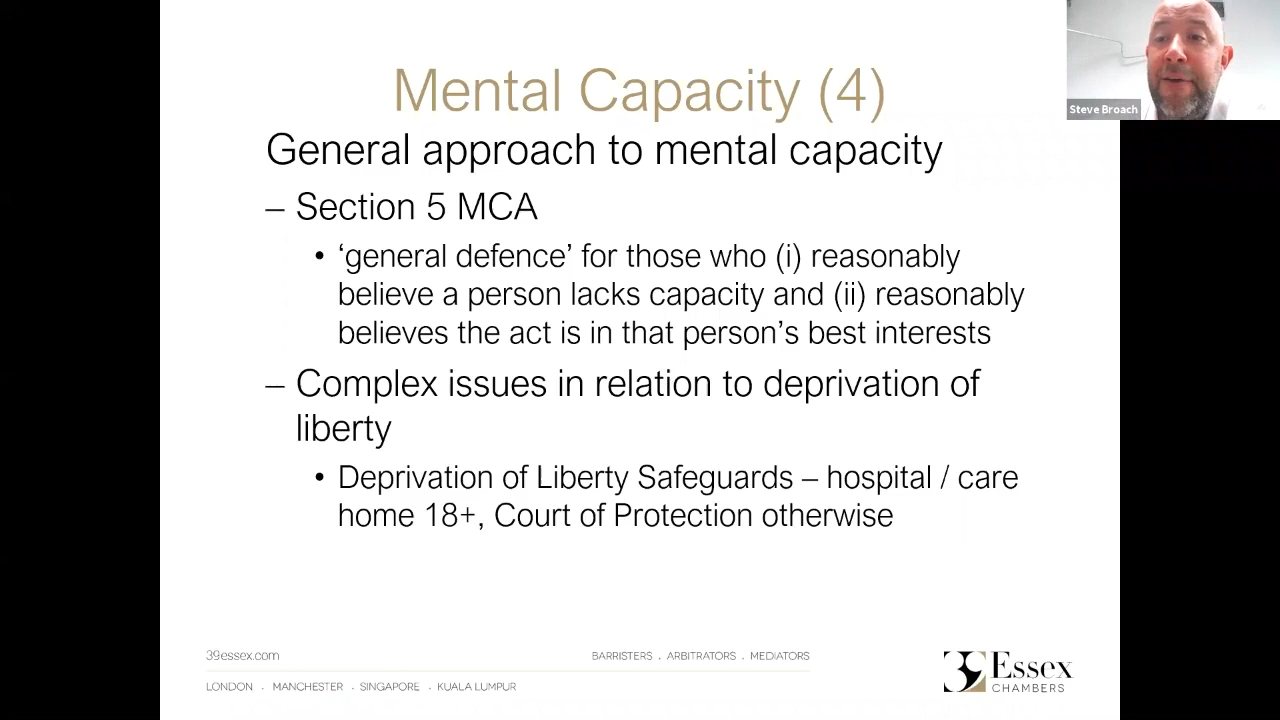 Mental Capacity (4)
Steve Broach
General approach to mental capacity
– Section 5 MCA
• ‘general defence’ for those who (i) reasonably
believe a person lacks capacity and (ii) reasonably
believes the act is in that person’s best interests
– Complex issues in relation to deprivation of
liberty
• Deprivation of Liberty Safeguards – hospital / care
home 18+, Court of Protection otherwise
39essex.com
BARRISTERS . ARBITRATORS . MEDIATORS
LONDON . MANCHESTER . SINGAPORE . KUALA LUMPUR
39 Essex
CHAMBERS